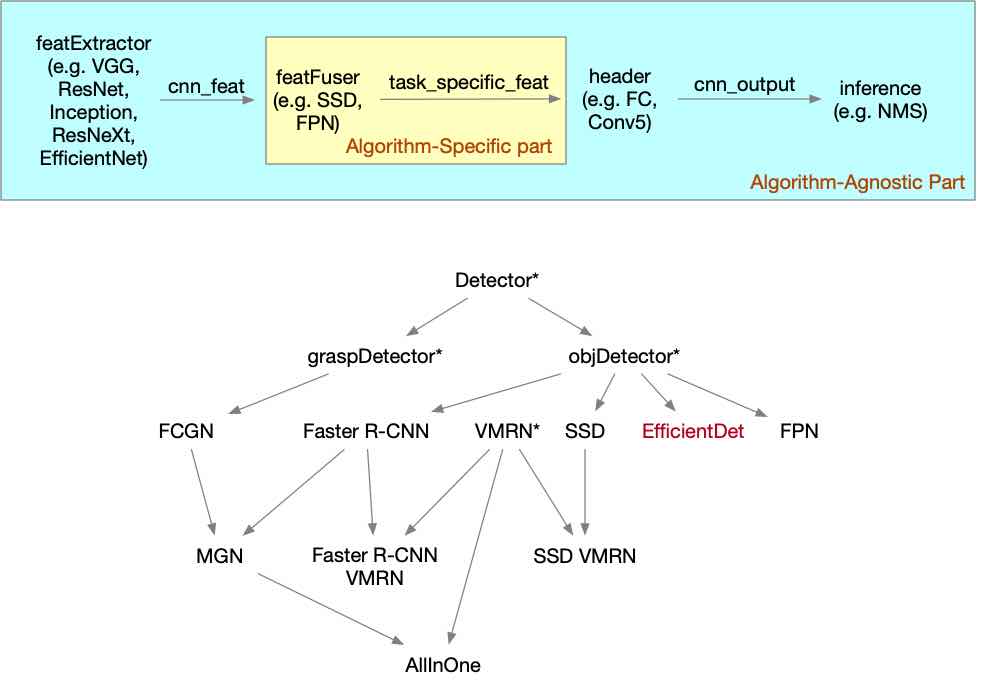 featExtractor
(e.g. VGG,
ResNet,
Inception,
ResNeXt,
EfficientNet)
cnn_feat
featFuser
(e.g. SSD,
FPN)
task_specific_feat
Algorithm-Specific part
header
(e.g. FC,
Conv5)
cnn_output
inference
(e.g. NMS)
Algorithm-Agnostic Part
Detector*
graspDetector*
objDetector*
FCGN
Faster R-CNN
VMRN*
SSD
EfficientDet
FPN
MGN
Faster R-CNN
VMRN
SSD VMRN
AllInOne